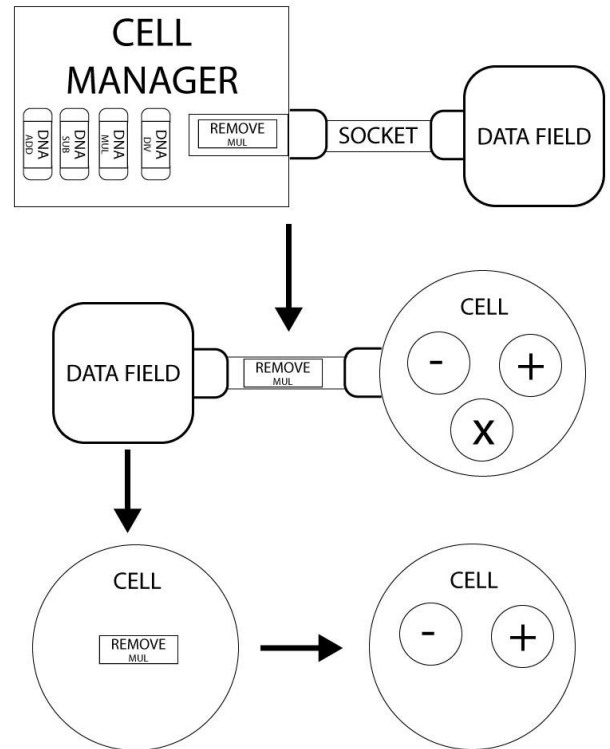 CELL
MANAGER
DNA
ADD
DNA
SUB
DNA
MUL
DNA
DIV
REMOVE
MUL
SOCKET
DATA FIELD
DATA FIELD
REMOVE
MUL
CELL
- +
x
CELL
REMOVE
MUL
CELL
- +